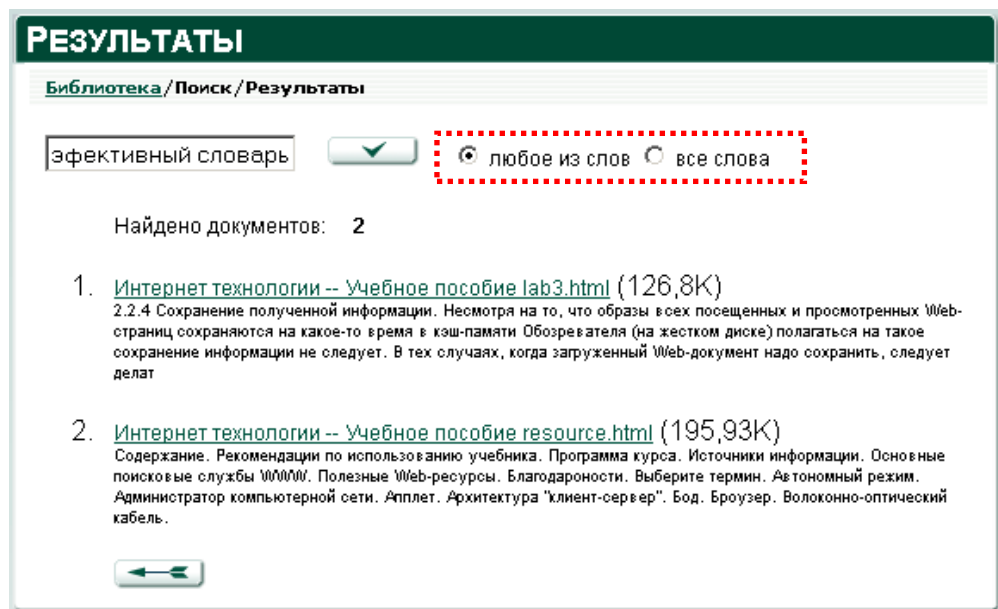 РЕЗУЛЬТАТЫ
Библиотека/Поиск/Результаты
эфективный словарь
любое из слов все слова
Найдено документов: 2
1. Интернет технологии -- Учебное пособие lab3.html (126,8K)
2.2.4 Сохранение полученной информации. Несмотря на то, что образы всех посещенных и просмотренных Web-
страниц сохраняются на какое-то время в кэш-памяти Обозревателя (на жестком диске) полагаться на такое
сохранение информации не следует. В тех случаях, когда загруженный Web-документ надо сохранить, следует
делат
2. Интернет технологии -- Учебное пособие resource.html (195,93K)
Содержание. Рекомендации по использованию учебника. Программа курса. Источники информации. Основные
поисковые службы WWW. Полезные Web-ресурсы. Благодароности. Выберите термин. Автономный режим.
Администратор компьютерной сети. Апплет. Архитектура "клиент-сервер". Бод. Броузер. Волоконно-оптический
кабель.